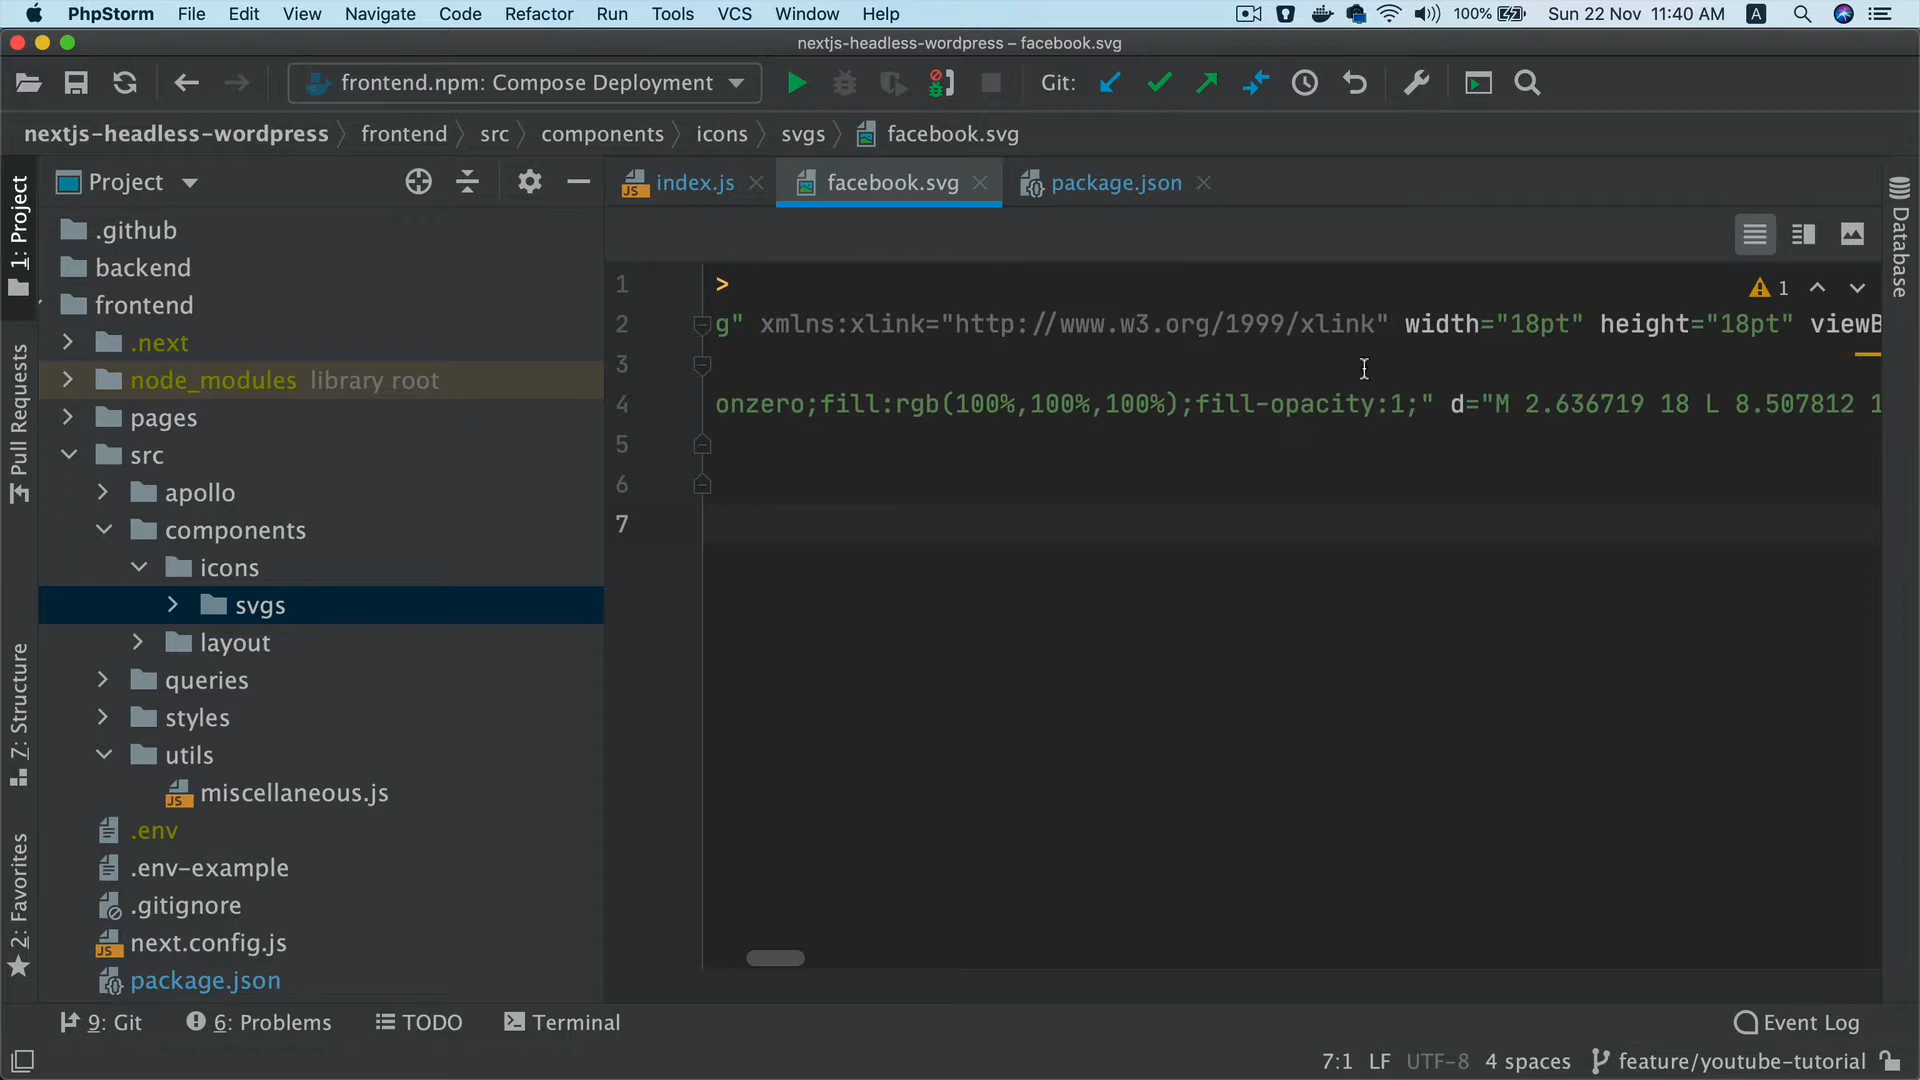 PhpStorm File Edit View Navigate Code Refactor Run Tools VCS Window Help 100% Sun 22 Nov 11:40 AM A
nextjs-headless-wordpress – facebook.svg
frontend.npm: Compose Deployment Git:
nextjs-headless-wordpress frontend src components icons svgs facebook.svg
Project index.js facebook.svg package.json
1: Project
Pull Requests
7: Structure
2: Favorites
Database
.github
backend
frontend
.next
node_modules library root
pages
src
apollo
components
icons
svgs
layout
queries
styles
utils
miscellaneous.js
.env
.env-example
.gitignore
next.config.js
package.json
1 > 1
2 g" xmlns:xlink="http://www.w3.org/1999/xlink" width="18pt" height="18pt" viewB
3
4 onzero;fill:rgb(100%,100%,100%);fill-opacity:1;" d="M 2.636719 18 L 8.507812 1
5
6
7
9: Git 6: Problems TODO Terminal Event Log
7:1 LF UTF-8 4 spaces feature/youtube-tutorial